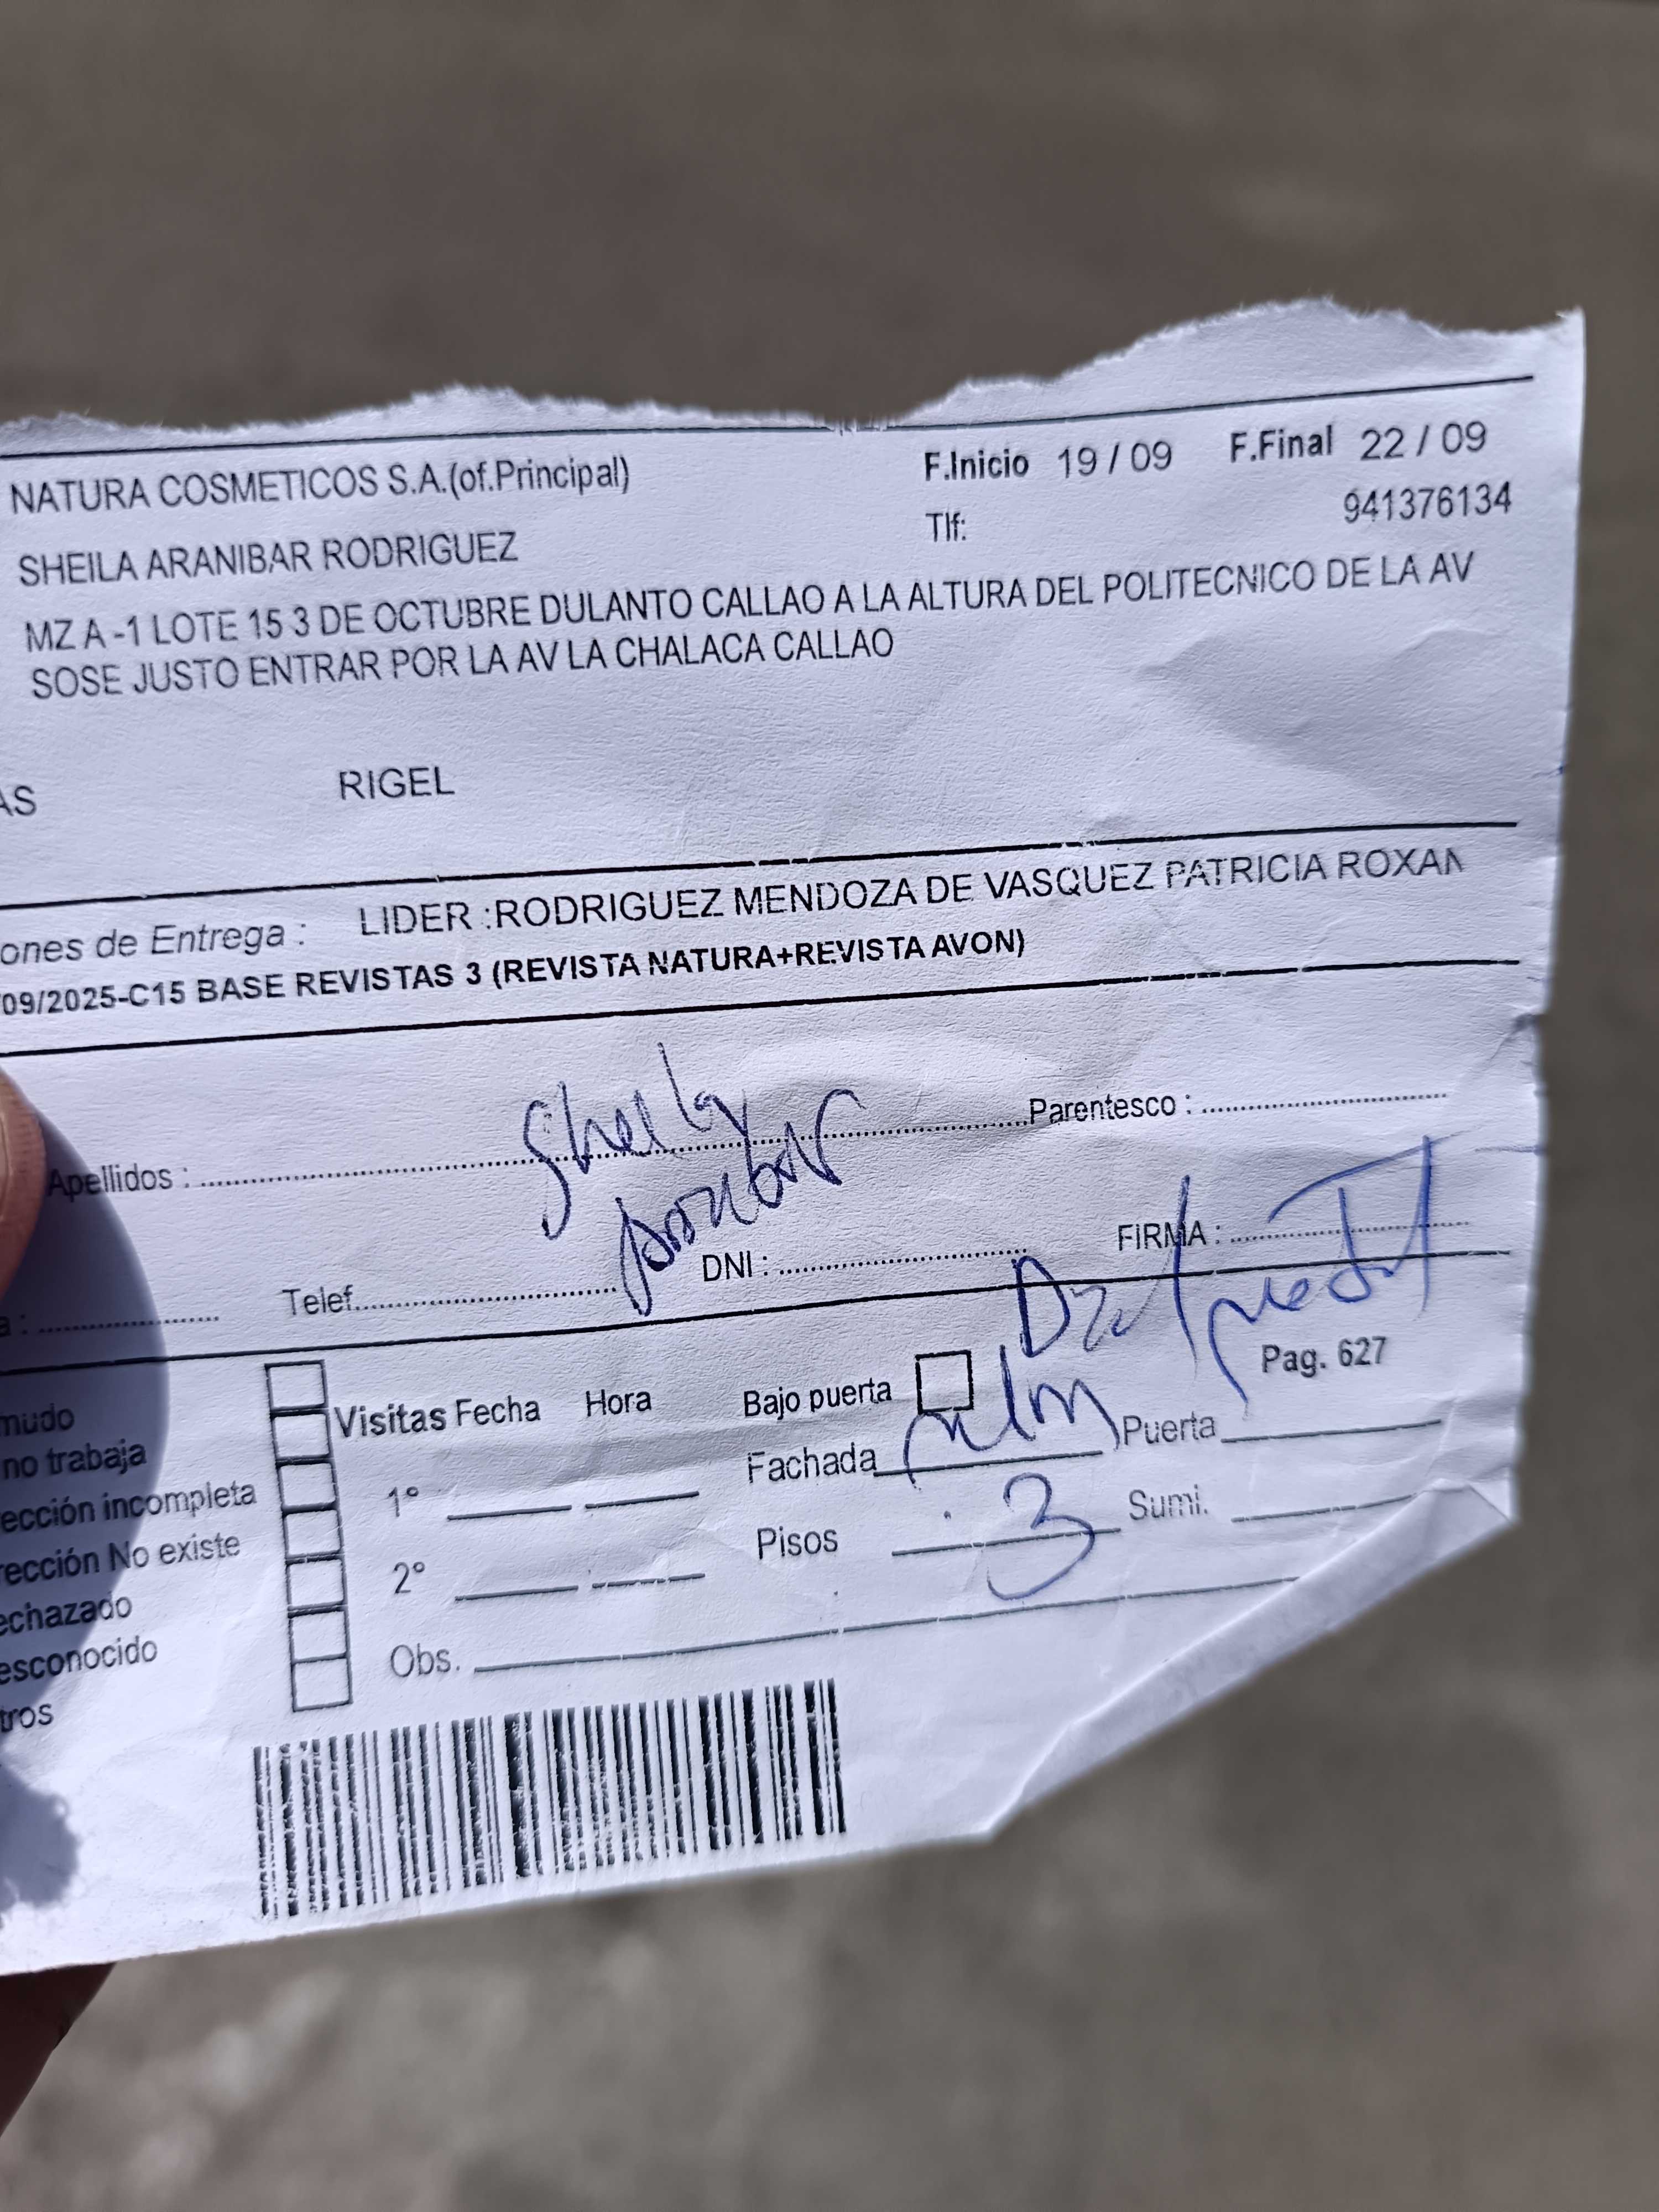 NATURA COSMETICOS S.A.(of.Principal) F.Inicio 19 / 09 F.Final 22 / 09
SHEILA ARANIBAR RODRIGUEZ Tlf: 941376134
MZ A -1 LOTE 15 3 DE OCTUBRE DULANTO CALLAO A LA ALTURA DEL POLITECNICO DE LA AV
SOSE JUSTO ENTRAR POR LA AV LA CHALACA CALLAO
AS RIGEL
ones de Entrega : LIDER :RODRIGUEZ MENDOZA DE VASQUEZ PATRICIA ROXAN
09/2025-C15 BASE REVISTAS 3 (REVISTA NATURA+REVISTA AVON)
Sheila
Apellidos : Parentesco :
a : Telef. DNI : FIRMA :
Pag. 627
mudo Visitas Fecha Hora Bajo puerta
no trabaja Fachada Puerta
ección incompleta 1°
rección No existe Pisos 3 Sumi.
echazado 2°
esconocido Obs.
tros